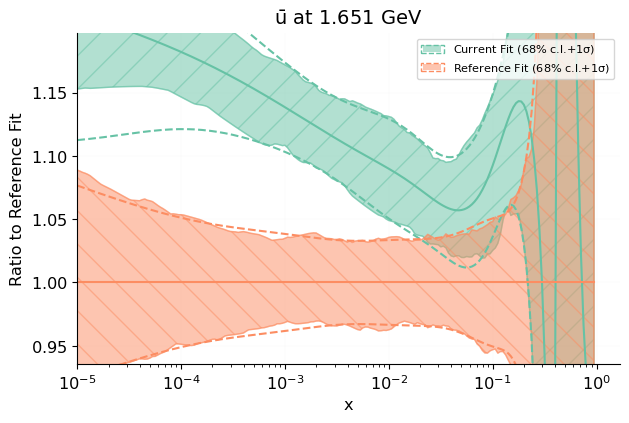 ū at 1.651 GeV
Current Fit (68% c.l.+1σ)
Reference Fit (68% c.l.+1σ)
Ratio to Reference Fit
1.15
1.10
1.05
1.00
0.95
10⁻⁵ 10⁻⁴ 10⁻³ 10⁻² 10⁻¹ 10⁰
x